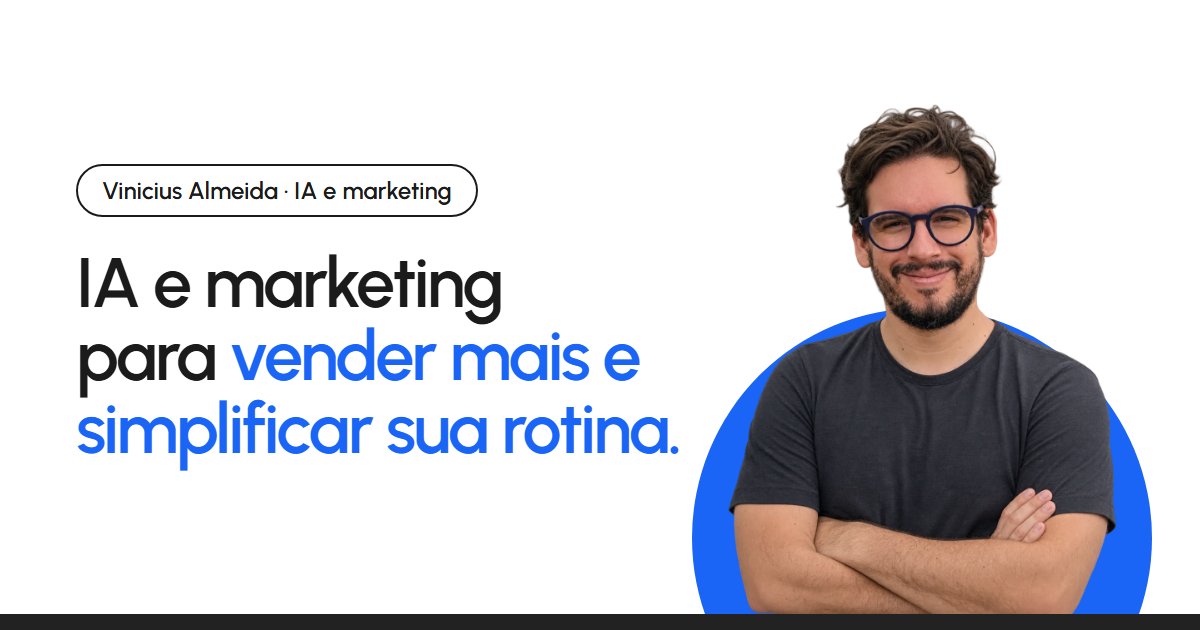 Vinicius Almeida · IA e marketing
IA e marketing
para vender mais e
simplificar sua rotina.